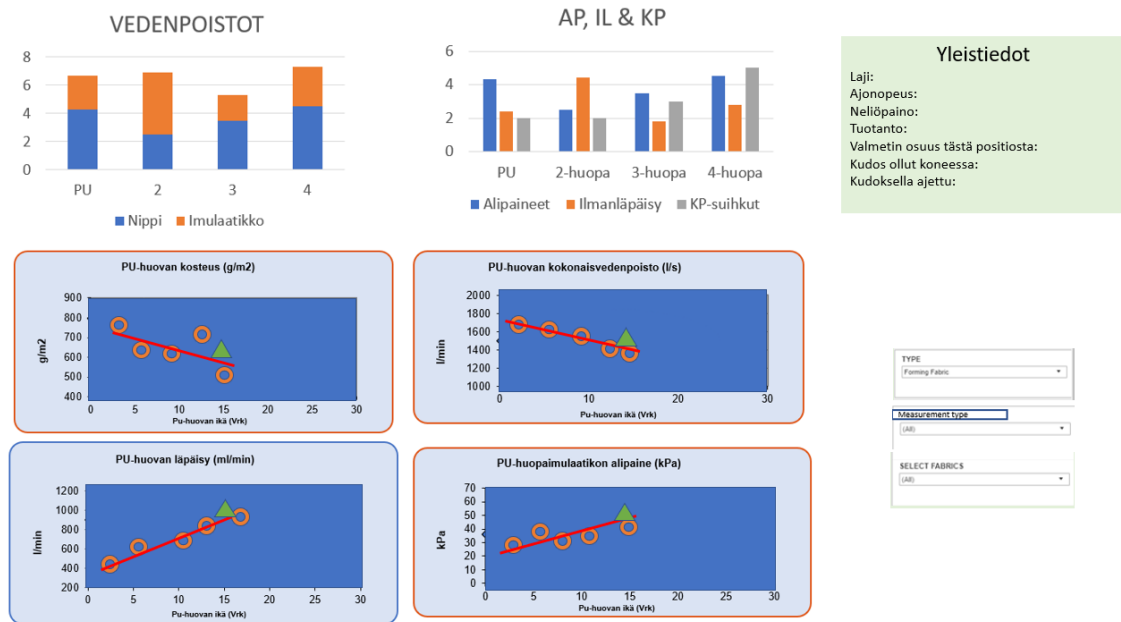 VEDENPOISTOT
8
6
4
2
0
PU
2
3
4
Nippi
Imulaatikko
AP, IL & KP
6
4
2
0
PU
2-huopa
3-huopa
4-huopa
Alipaineet
Ilmanläpäisy
KP-suihkut
Yleistiedot
Laji:
Ajonopeus:
Neliöpaino:
Tuotanto:
Valmetin osuus tästä positiosta:
Kudos ollut koneessa:
Kudoksella ajettu:
PU-huovan kosteus (g/m2)
g/m2
900
800
700
600
500
400
0
5
10
15
20
25
30
Pu-huovan ikä (Vrk)
PU-huovan kokonaisvedenpoisto (l/s)
l/min
2000
1800
1600
1400
1200
1000
0
5
10
15
20
25
30
Pu-huovan ikä (Vrk)
TYPE
Forming Fabric
Measurement type
(All)
SELECT FABRICS
(All)
PU-huovan läpäisy (ml/min)
l/min
1200
1000
800
600
400
200
0
5
10
15
20
25
30
Pu-huovan ikä (Vrk)
PU-huopaimulaatikon alipaine (kPa)
kPa
70
60
50
40
30
20
10
0
0
5
10
15
20
25
30
Pu-huovan ikä (Vrk)